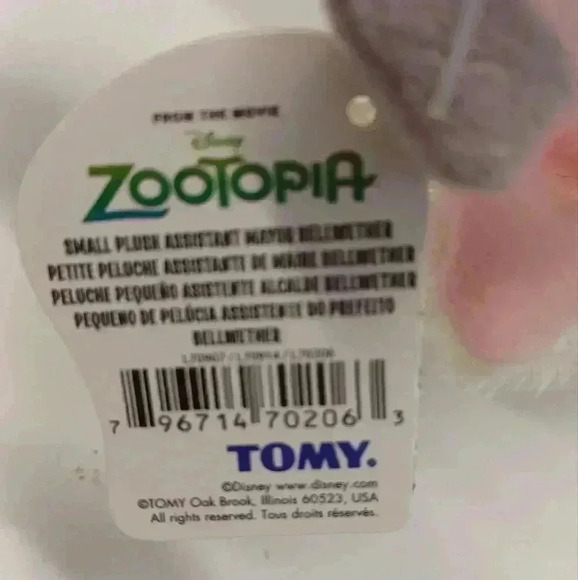 FROM THE MOVIE
Disney
ZOOTOPIA
SMALL PLUSH ASSISTANT MAYOR BELLWETHER
PETITE PELUCHE ASSISTANTE DE MAIRE BELLWETHER
PELUCHE PEQUEÑO ASISTENTE ALCALDE BELLWETHER
PEQUENO DE PELÚCIA ASSISTENTE DO PREFEITO
BELLWETHER
7 96714 70206 3
TOMY.
©Disney www.disney.com
©TOMY Oak Brook, Illinois 60523, USA
All rights reserved. Tous droits réservés.